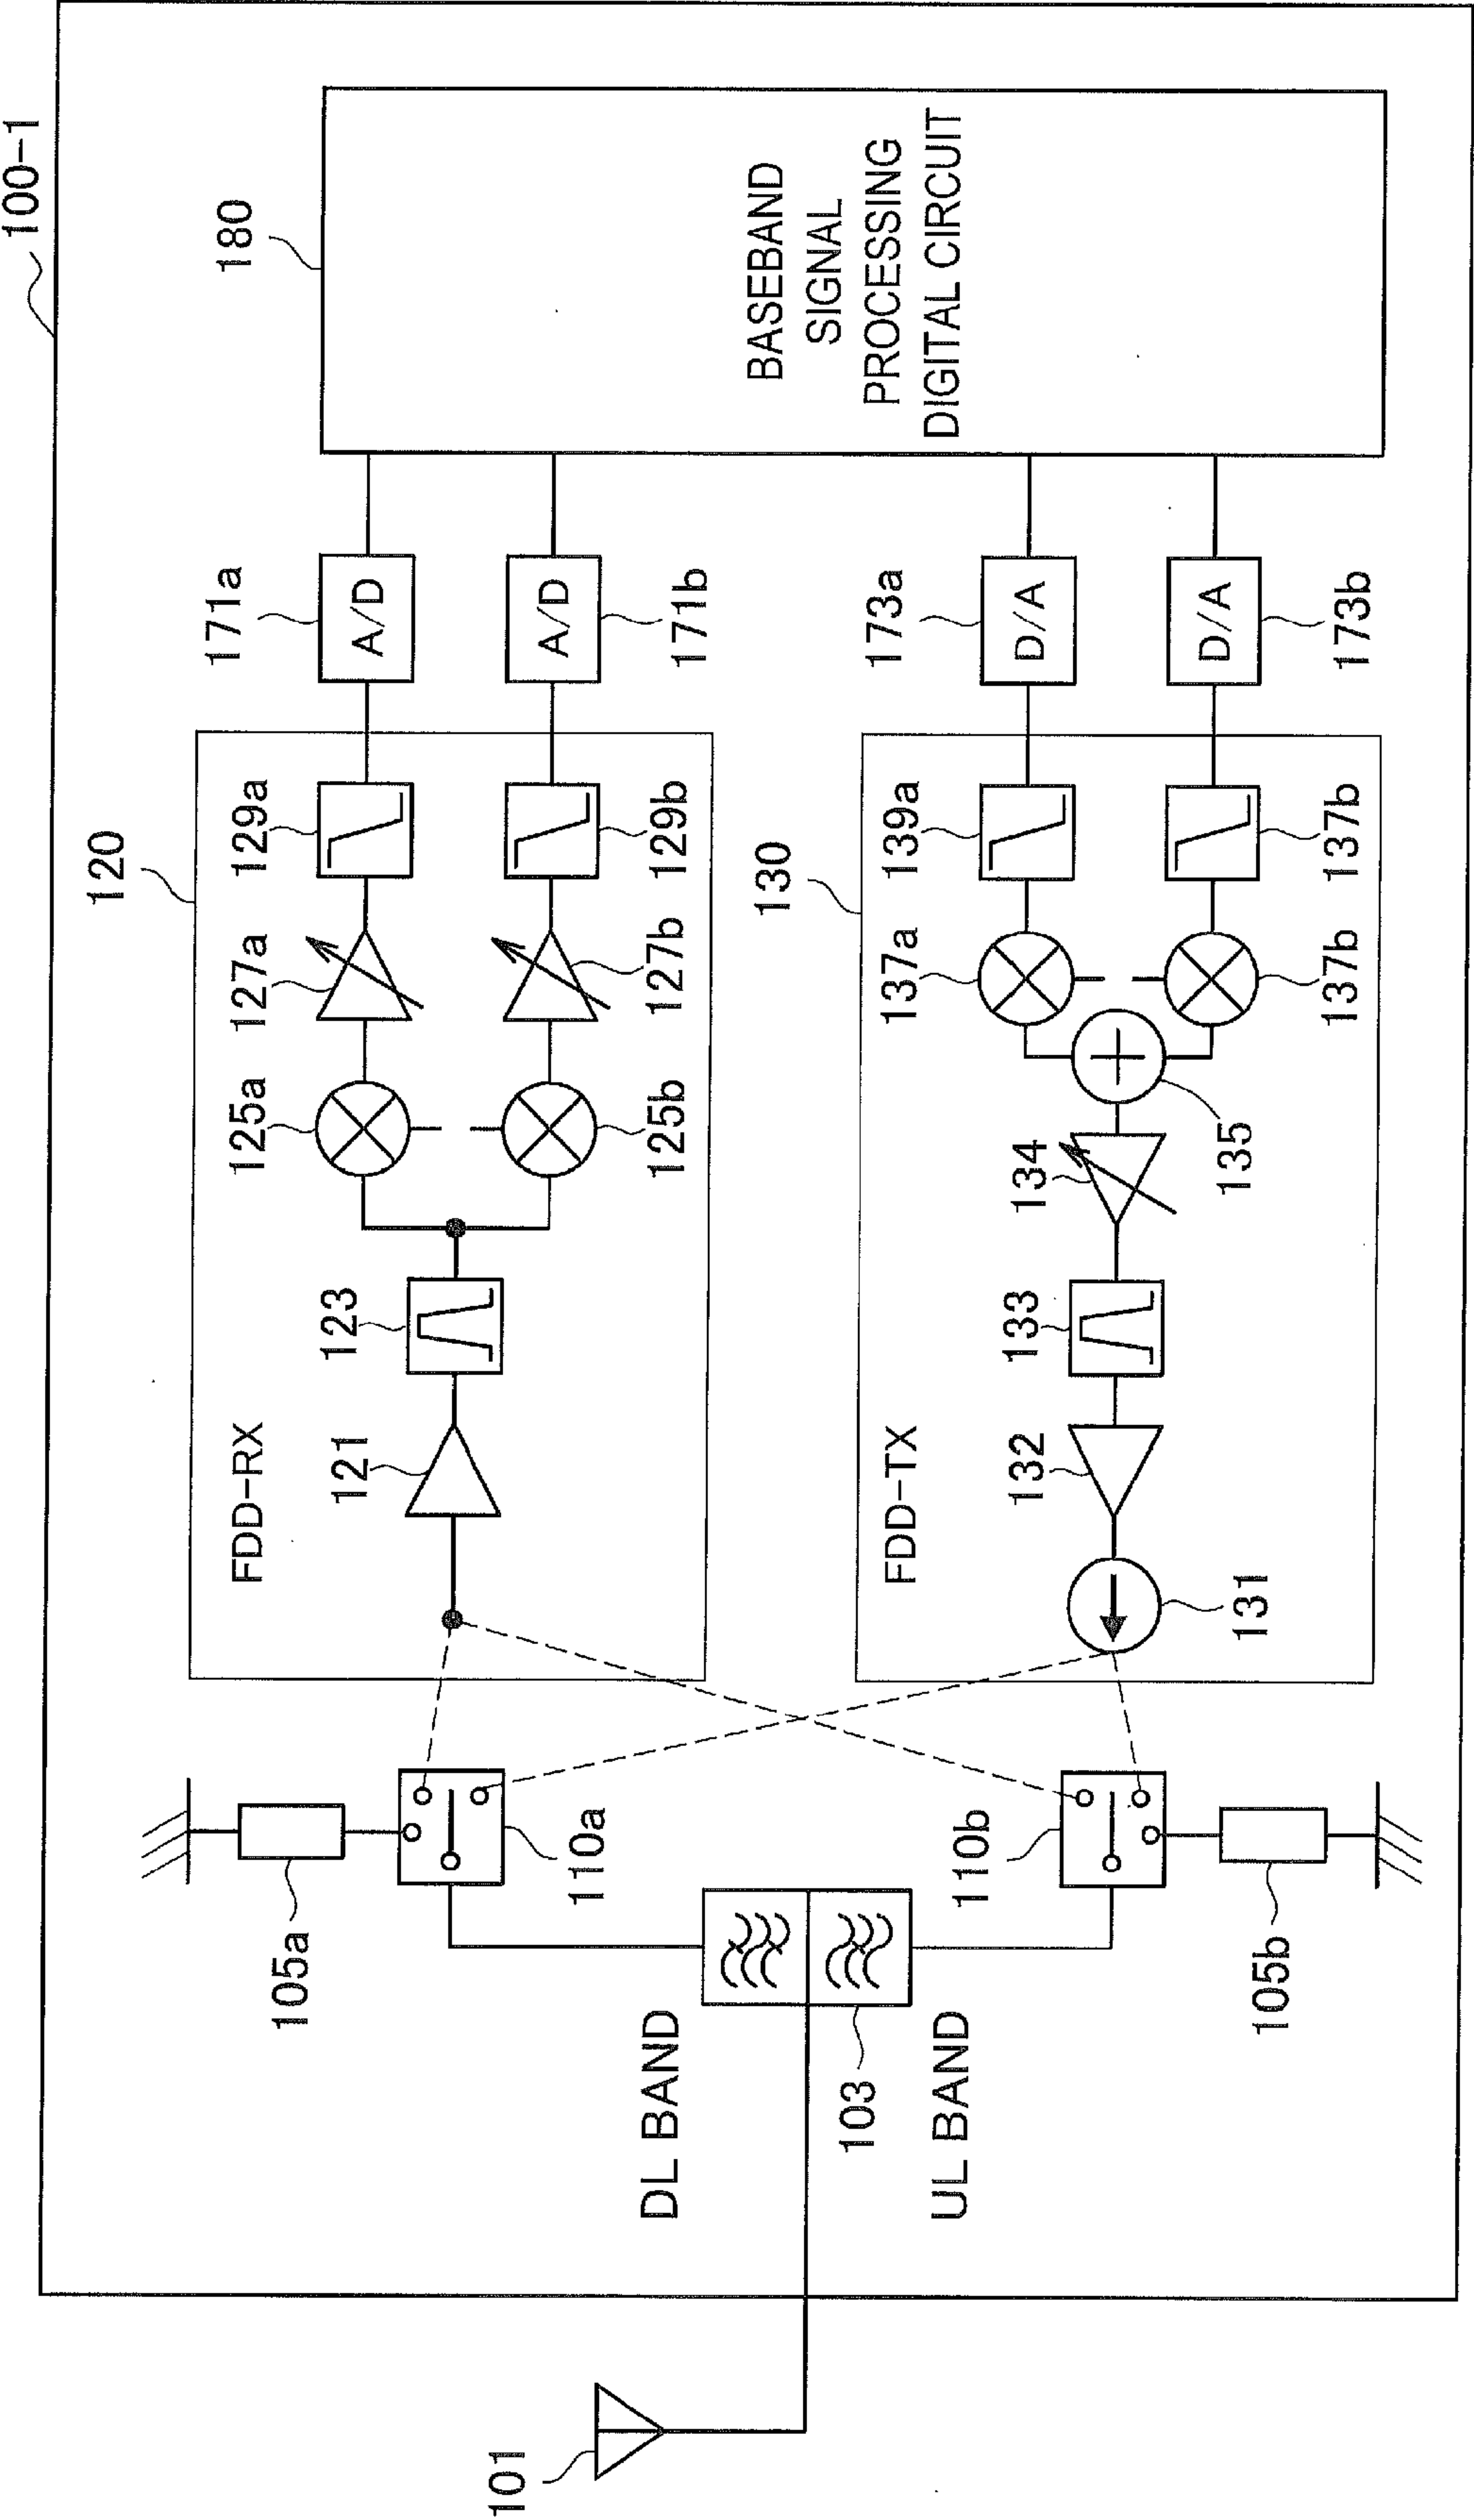 100-1
120
129a
171a
180
127a
125a
A/D
123
FDD-RX
121
129b
171b
A/D
127b
125b
BASEBAND
SIGNAL
PROCESSING
DIGITAL CIRCUIT
105a
110a
DL BAND
103
UL BAND
101
130
139a
173a
137a
D/A
134
133
FDD-TX
132
131
135
137b
137b
173b
D/A
110b
105b